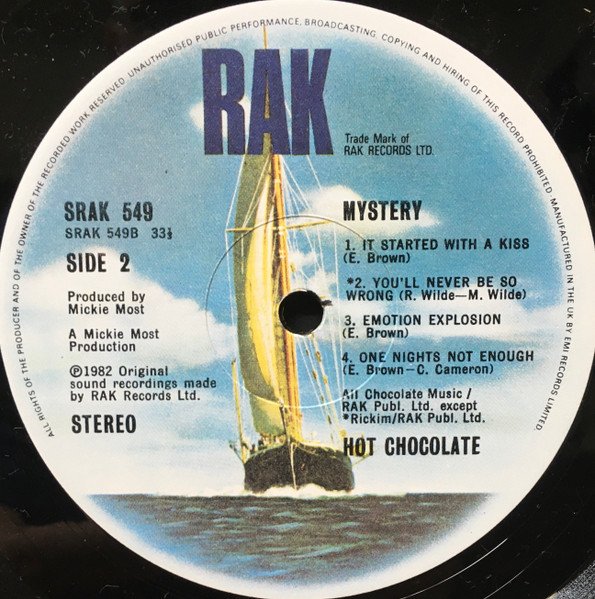 ALL RIGHTS OF THE PRODUCER AND OF THE OWNER OF THE RECORDED WORK RESERVED. UNAUTHORISED PUBLIC PERFORMANCE, BROADCASTING, COPYING AND HIRING OF THIS RECORD PROHIBITED. MANUFACTURED IN THE UK BY EMI RECORDS LIMITED.
RAK
Trade Mark of
RAK RECORDS LTD.
SRAK 549
SRAK 549B 33⅓
SIDE 2
Produced by
Mickie Most
A Mickie Most
Production
℗1982 Original
sound recordings made
by RAK Records Ltd.
STEREO
MYSTERY
1. IT STARTED WITH A KISS
(E. Brown)
*2. YOU'LL NEVER BE SO
WRONG (R. Wilde—M. Wilde)
3. EMOTION EXPLOSION
(E. Brown)
4. ONE NIGHTS NOT ENOUGH
(E. Brown—C. Cameron)
All Chocolate Music /
RAK Publ. Ltd. except
*Rickim/RAK Publ. Ltd.
HOT CHOCOLATE